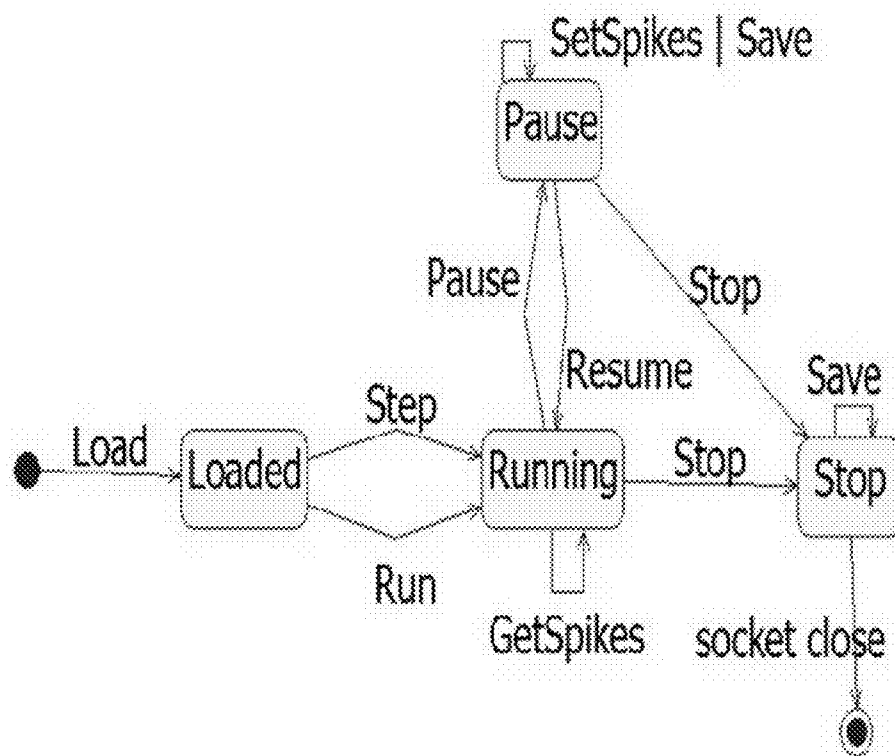 SetSpikes | Save
Pause
Pause
Stop
Resume
Save
Step
Load
Loaded
Running
Stop
Stop
Run
GetSpikes
socket close